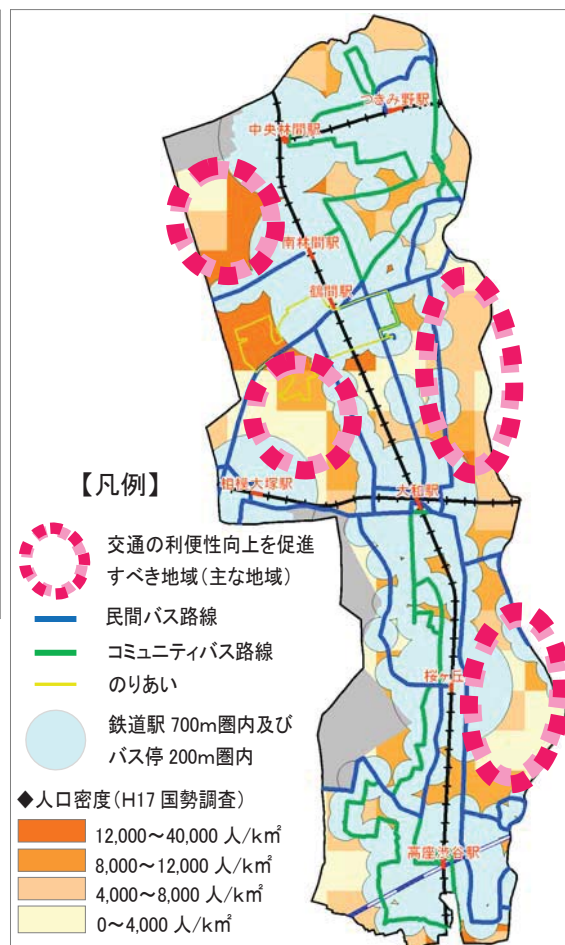 つきみ野駅
中央林間駅
南林間駅
鶴間駅
相模大塚駅
大和駅
桜ヶ丘
高座渋谷駅
【凡例】
交通の利便性向上を促進
すべき地域(主な地域)
民間バス路線
コミュニティバス路線
のりあい
鉄道駅 700m圏内及び
バス停 200m圏内
◆人口密度(H17 国勢調査)
12,000~40,000 人/k㎡
8,000~12,000 人/k㎡
4,000~8,000 人/k㎡
0~4,000 人/k㎡